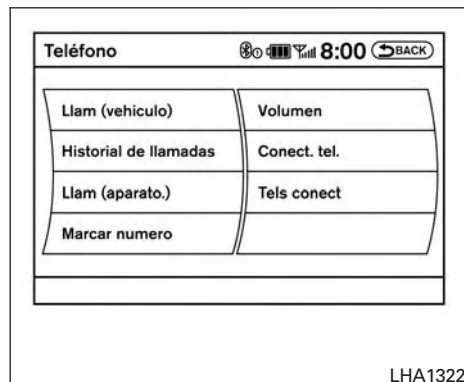 Teléfono 8:00 BACK
Llam (vehiculo)
Historial de llamadas
Llam (aparato.)
Marcar numero
Volumen
Conect. tel.
Tels conect
LHA1322